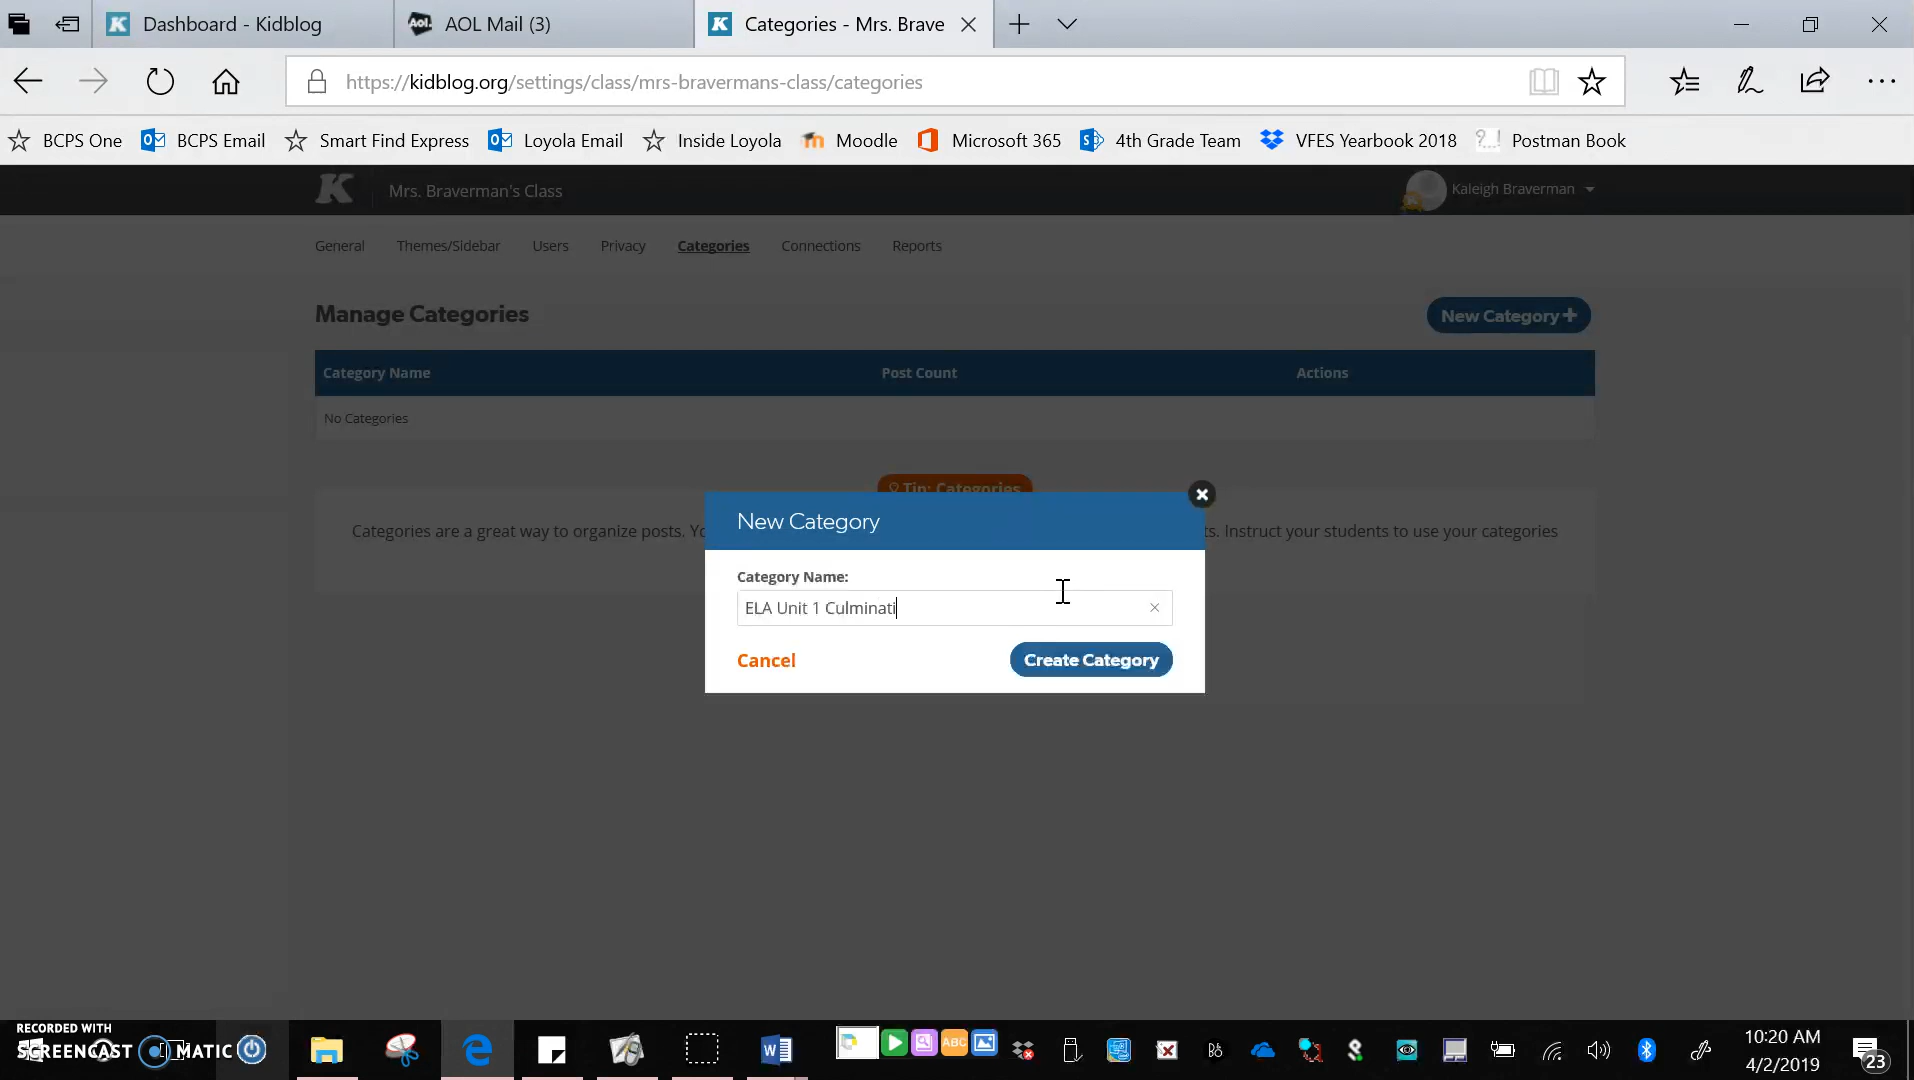 Dashboard - Kidblog
Aol.
AOL Mail (3)
K
Categories - Mrs. Brave
https://kidblog.org/settings/class/mrs-bravermans-class/categories
BCPS One
BCPS Email
Smart Find Express
Loyola Email
Inside Loyola
Moodle
Microsoft 365
4th Grade Team
VFES Yearbook 2018
Postman Book
K
Mrs. Braverman's Class
Kaleigh Braverman
General
Themes/Sidebar
Users
Privacy
Categories
Connections
Reports
Manage Categories
New Category
Category Name
Post Count
Actions
No Categories
Tip: Categories
Categories are a great way to organize posts.
Instruct your students to use your categories
New Category
Category Name:
ELA Unit 1 Culminati
Cancel
Create Category
RECORDED WITH
SCREENCAST MATIC
ABC
10:20 AM
4/2/2019
23